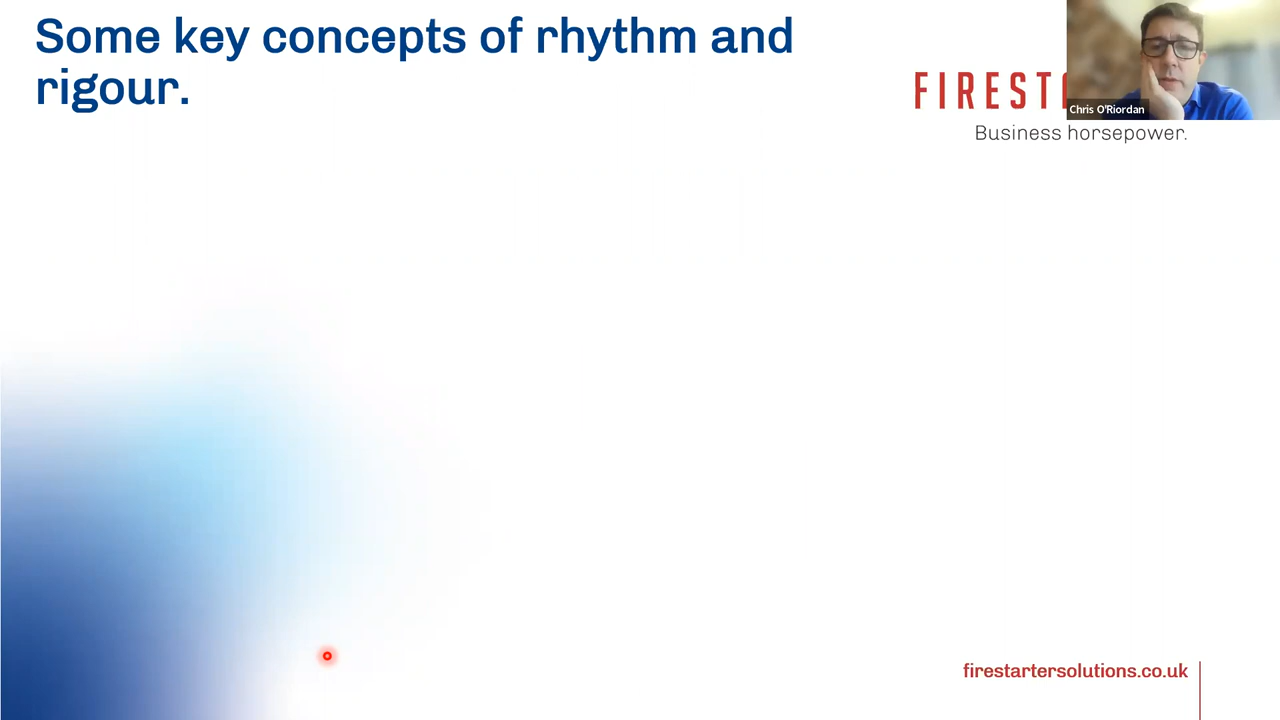 Some key concepts of rhythm and
rigour.
Chris O'Riordan
Business horsepower.
firestartersolutions.co.uk